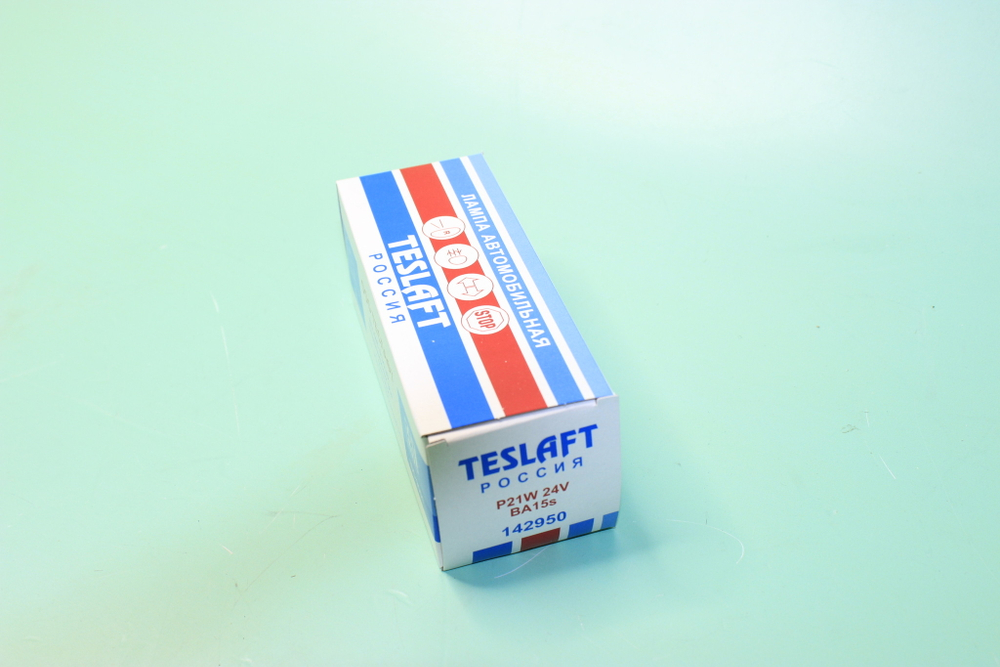 ЛАМПА АВТОМОБИЛЬНАЯ
R
STOP
TESLAFT
РОССИЯ
TESLAFT
РОССИЯ
P21W 24V
BA15s
142950